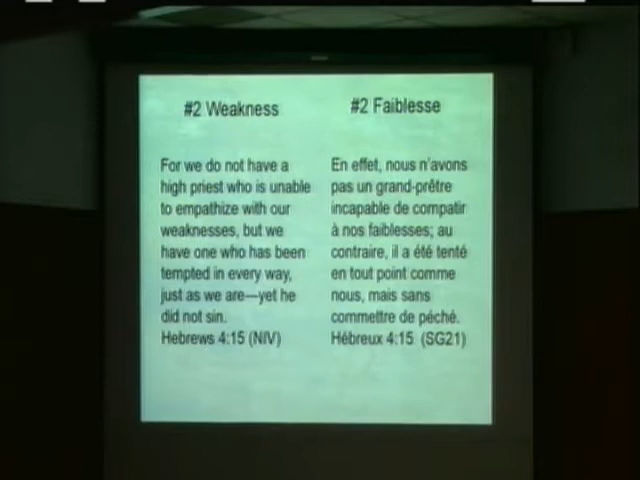 #2 Weakness
For we do not have a
high priest who is unable
to empathize with our
weaknesses, but we
have one who has been
tempted in every way,
just as we are—yet he
did not sin.
Hebrews 4:15 (NIV)
#2 Faiblesse
En effet, nous n'avons
pas un grand-prêtre
incapable de compatir
à nos faiblesses; au
contraire, il a été tenté
en tout point comme
nous, mais sans
commettre de péché.
Hébreux 4:15 (SG21)